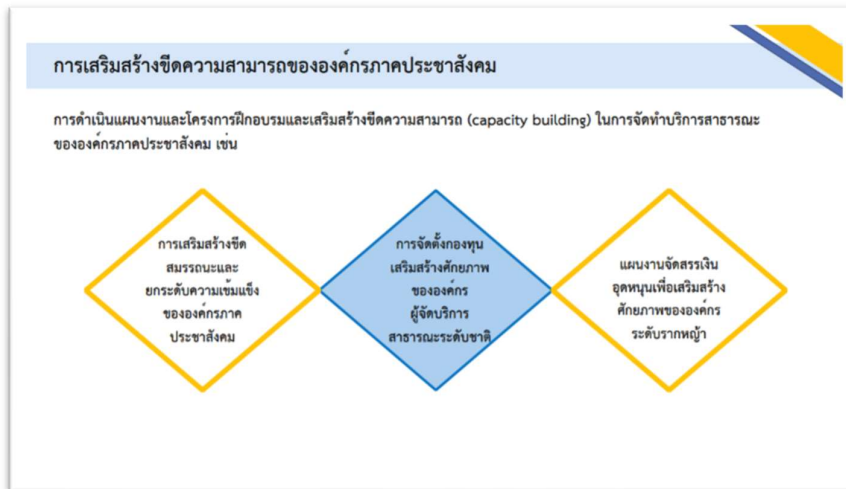 การเสริมสร้างขีดความสามารถขององค์กรภาคประชาสังคม
การดำเนินแผนงานและโครงการฝึกอบรมและเสริมสร้างขีดความสามารถ (capacity building) ในการจัดทำบริการสาธารณะ
ขององค์กรภาคประชาสังคม เช่น
การเสริมสร้างขีด
สมรรถนะและ
ยกระดับความเข้มแข็ง
ขององค์กรภาค
ประชาสังคม
การจัดตั้งกองทุน
เสริมสร้างศักยภาพ
ขององค์กร
ผู้จัดบริการ
สาธารณะระดับชาติ
แผนงานจัดสรรเงิน
อุดหนุนเพื่อเสริมสร้าง
ศักยภาพขององค์กร
ระดับรากหญ้า